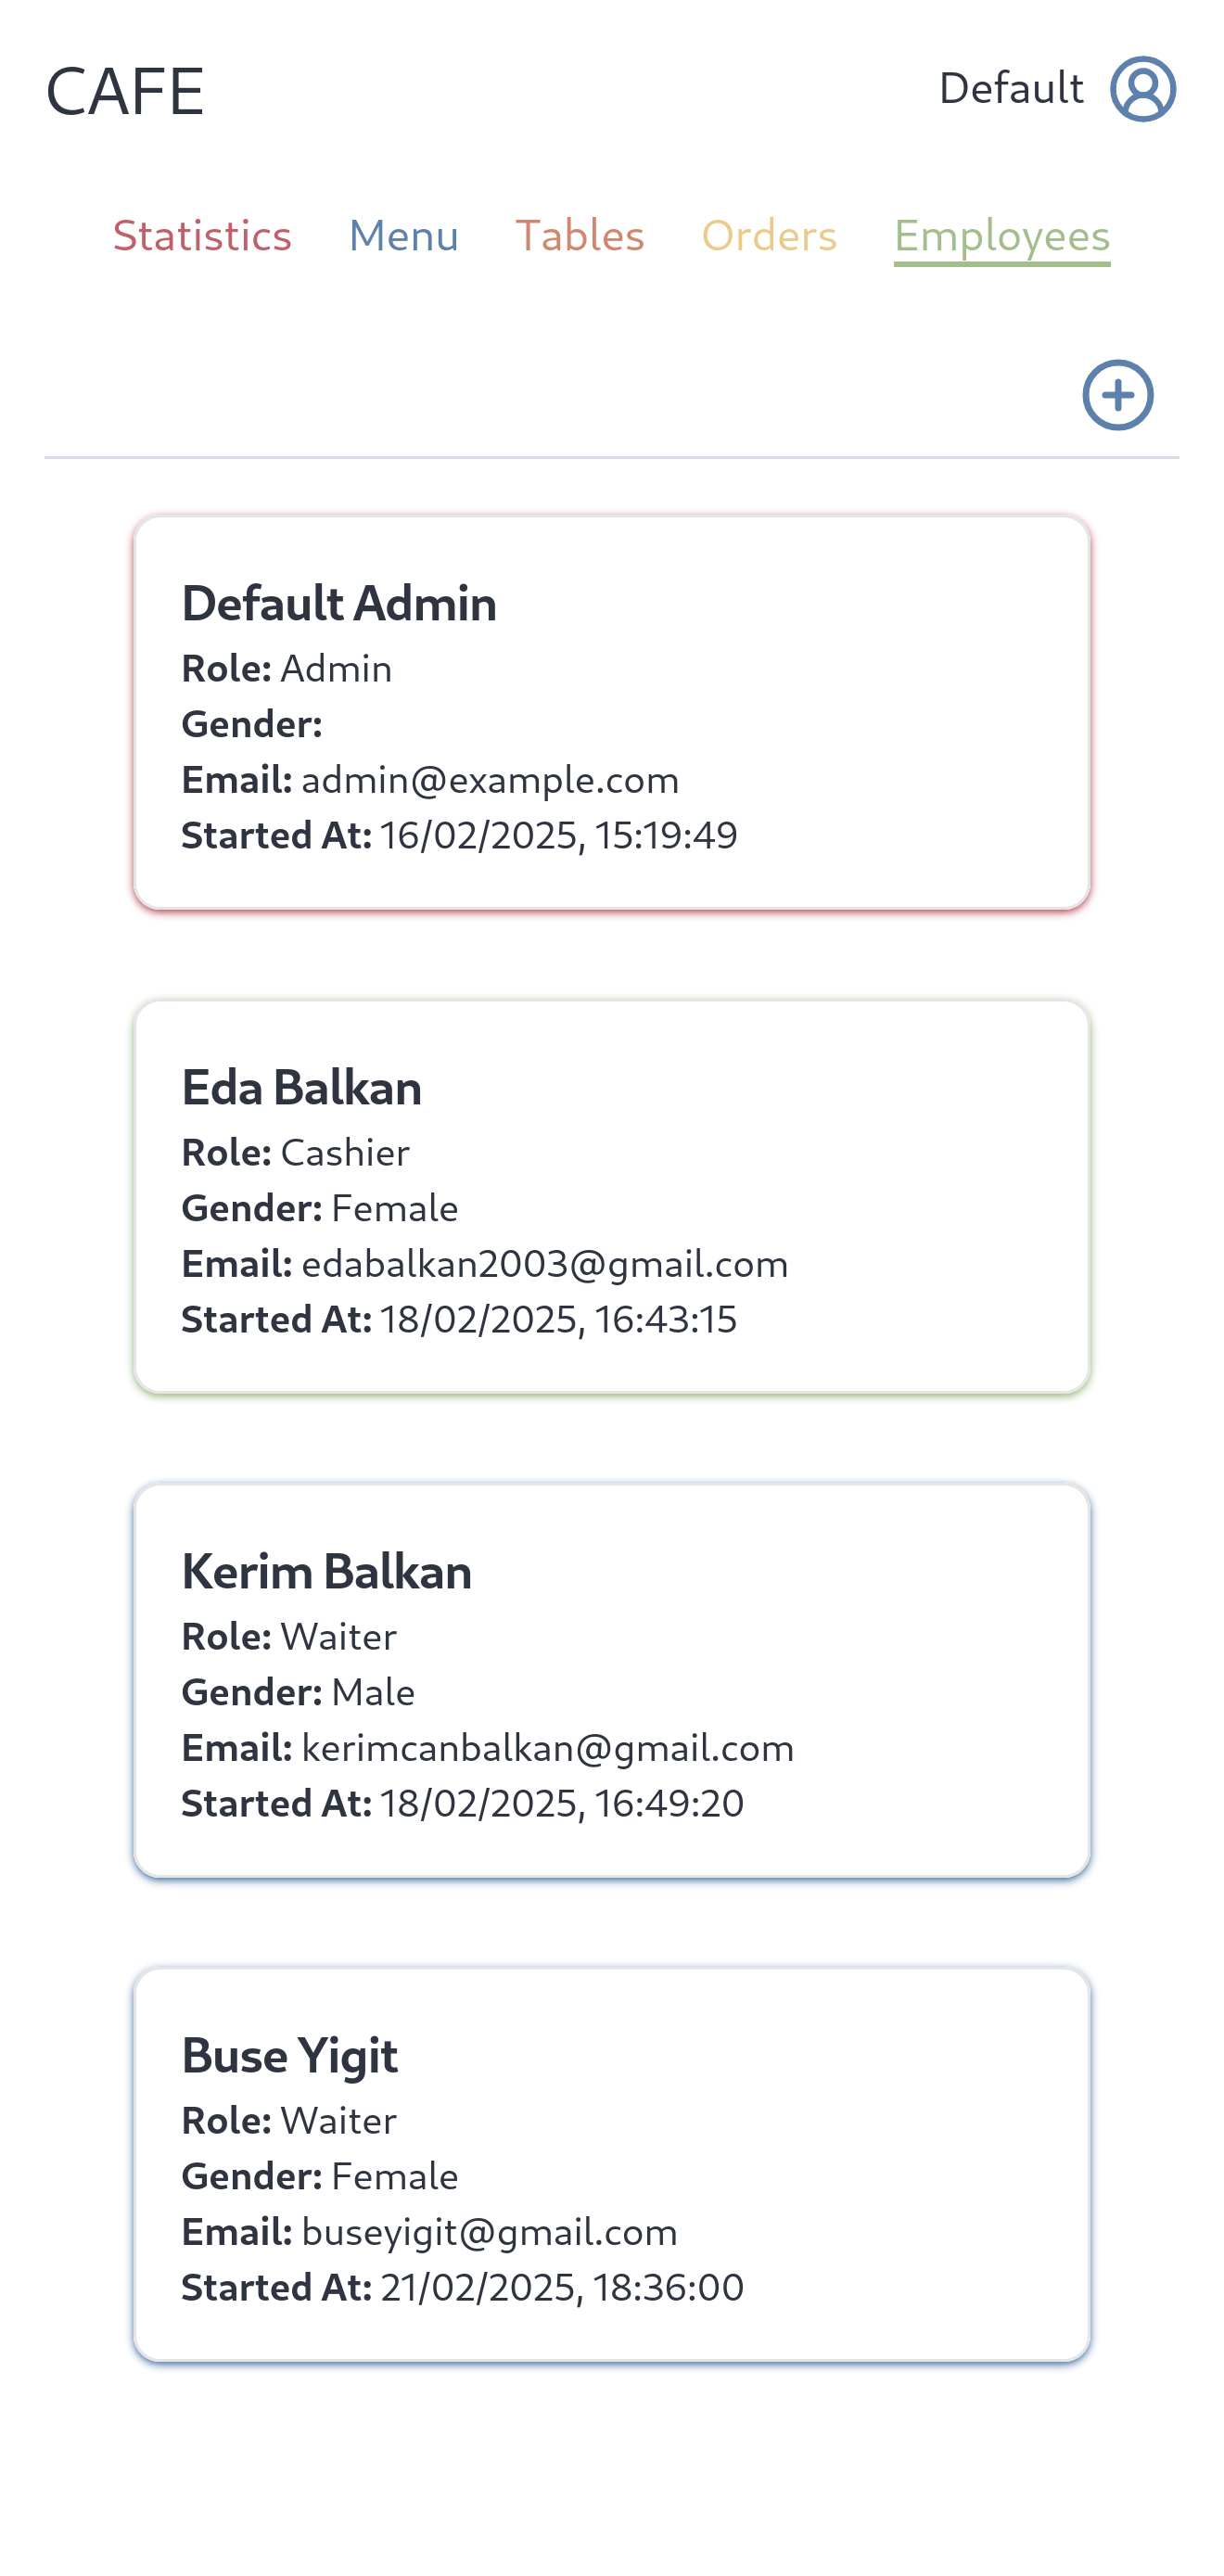 CAFE
Default
Statistics Menu Tables Orders Employees
Default Admin
Role: Admin
Gender:
Email: admin@example.com
Started At: 16/02/2025, 15:19:49
Eda Balkan
Role: Cashier
Gender: Female
Email: edabalkan2003@gmail.com
Started At: 18/02/2025, 16:43:15
Kerim Balkan
Role: Waiter
Gender: Male
Email: kerimcanbalkan@gmail.com
Started At: 18/02/2025, 16:49:20
Buse Yigit
Role: Waiter
Gender: Female
Email: buseyigit@gmail.com
Started At: 21/02/2025, 18:36:00